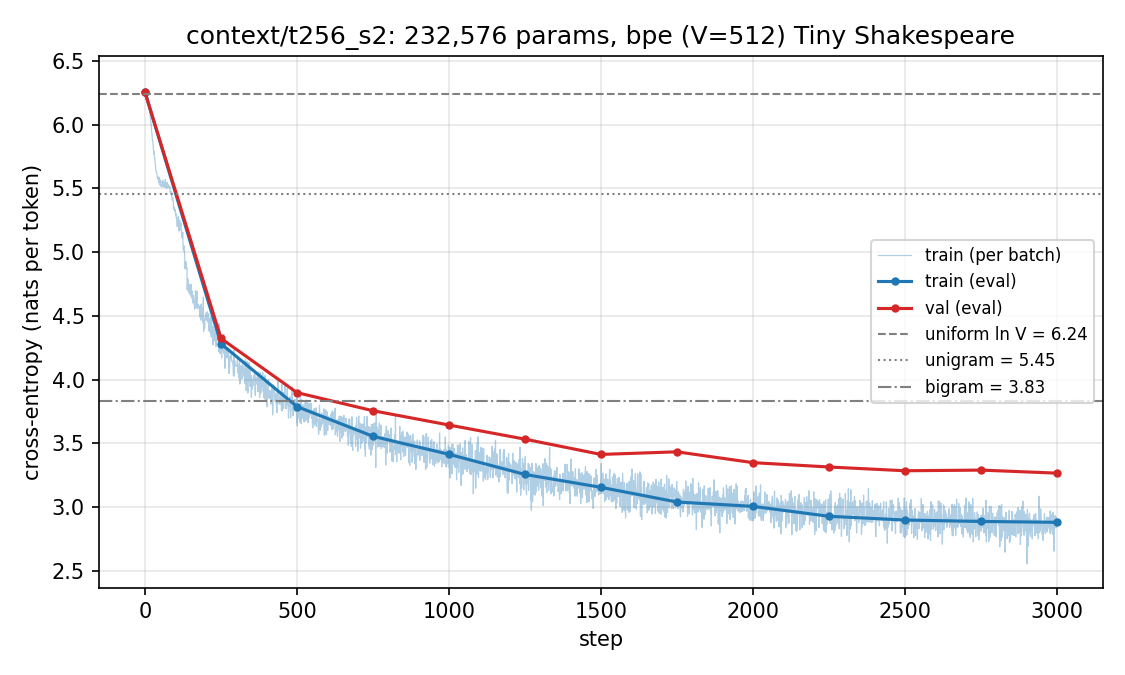 context/t256_s2: 232,576 params, bpe (V=512) Tiny Shakespeare
cross-entropy (nats per token)
6.5
6.0
5.5
5.0
4.5
4.0
3.5
3.0
2.5
train (per batch)
train (eval)
val (eval)
uniform ln V = 6.24
unigram = 5.45
bigram = 3.83
0
500
1000
1500
2000
2500
3000
step